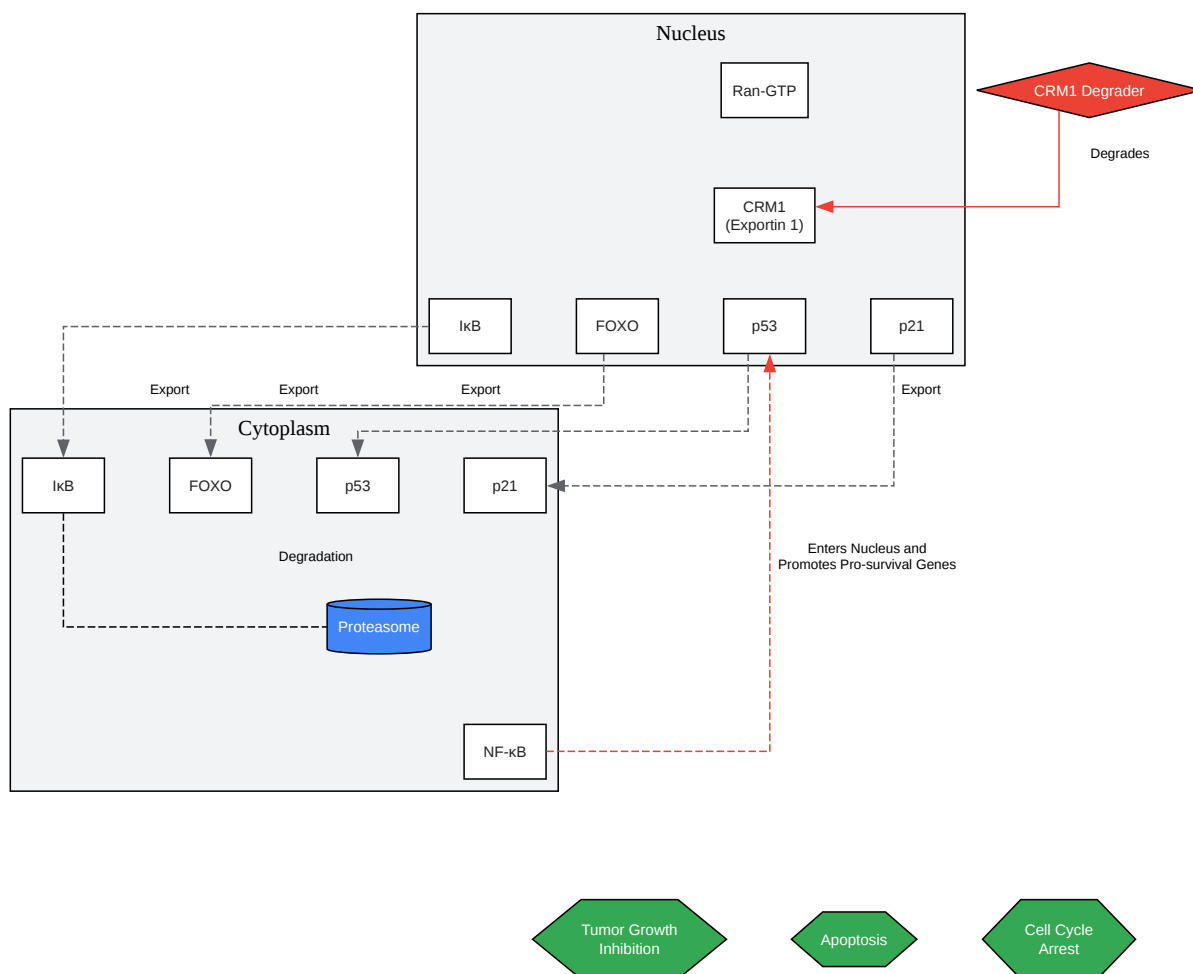 Nucleus
Ran-GTP
CRM1 Degrader
Degrades
CRM1
(Exportin 1)
IκB
FOXO
p53
p21
Export
Export
Export
Export
Cytoplasm
IκB
FOXO
p53
p21
Degradation
Enters Nucleus and
Promotes Pro-survival Genes
Proteasome
NF-κB
Tumor Growth
Inhibition
Apoptosis
Cell Cycle
Arrest